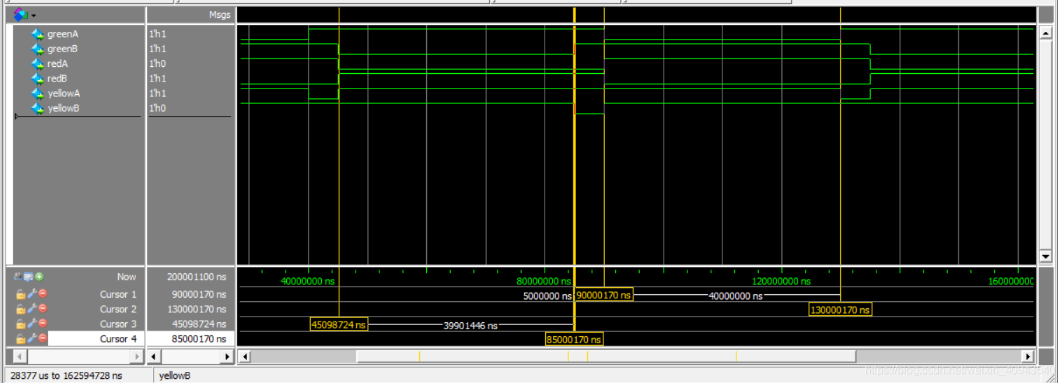 Msgs
greenA 1'h1
greenB 1'h1
redA 1'h0
redB 1'h1
yellowA 1'h1
yellowB 1'h0
Now 200001100 ns 40000000 ns 80000000 ns 120000000 ns 160000000
Cursor 1 90000170 ns 5000000 ns 90000170 ns 40000000 ns
Cursor 2 130000170 ns 130000170 ns
Cursor 3 45098724 ns 45098724 ns 39901446 ns
Cursor 4 85000170 ns 85000170 ns
28377 us to 162594728 ns yellowB